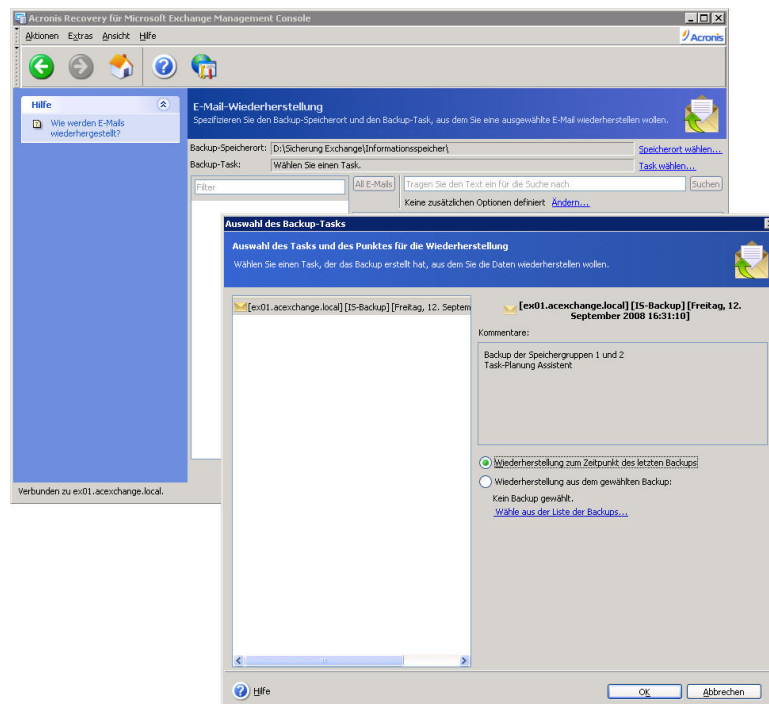 Acronis Recovery für Microsoft Exchange Management Console
Aktionen Extras Ansicht Hilfe
Acronis
Hilfe
Wie werden E-Mails
wiederhergestellt?
E-Mail-Wiederherstellung
Spezifizieren Sie den Backup-Speicherort und den Backup-Task, aus dem Sie eine ausgewählte E-Mail wiederherstellen wollen.
Backup-Speicherort: D:\Sicherung Exchange\Informationsspeicher\ Speicherort wählen...
Backup-Task: Wählen Sie einen Task. Task wählen...
Filter All E-Mails Tragen Sie den Text ein für die Suche nach Suchen
Keine zusätzlichen Optionen definiert Ändern...
Verbunden zu ex01.acexchange.local.
Auswahl des Backup-Tasks
Auswahl des Tasks und des Punktes für die Wiederherstellung
Wählen Sie einen Task, der das Backup erstellt hat, aus dem Sie die Daten wiederherstellen wollen.
[ex01.acexchange.local] [IS-Backup] [Freitag, 12. Septem
[ex01.acexchange.local] [IS-Backup] [Freitag, 12.
September 2008 16:31:10]
Kommentare:
Backup der Speichergruppen 1 und 2
Task-Planung Assistent
Wiederherstellung zum Zeitpunkt des letzten Backups
Wiederherstellung aus dem gewählten Backup:
Kein Backup gewählt.
Wähle aus der Liste der Backups...
Hilfe OK Abbrechen